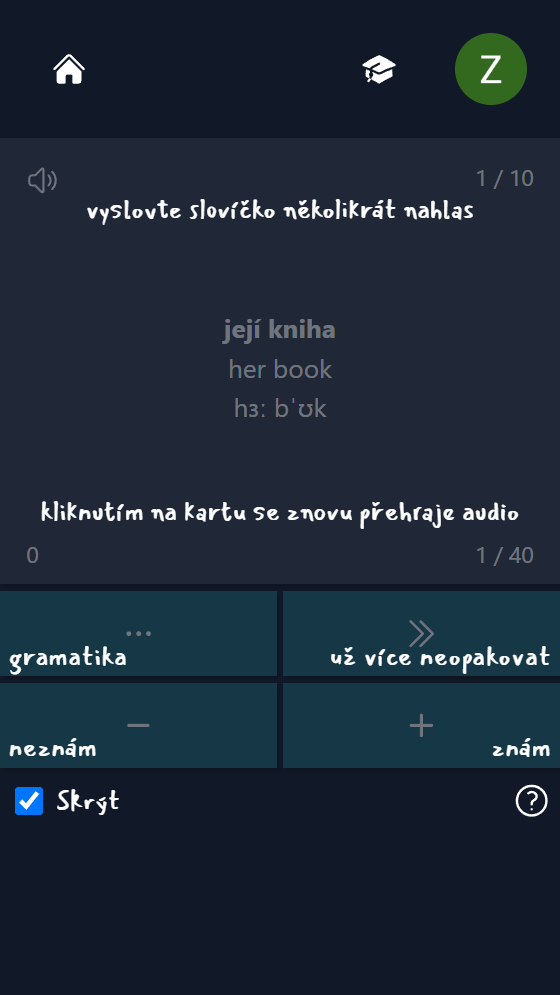 Z
1 / 10
vyslovte slovíčko několikrát nahlas
její kniha
her book
hɜː bˈʊk
kliknutím na kartu se znovu přehraje audio
0
1 / 40
gramatika
už více neopakovat
neznám
znám
Skrýt